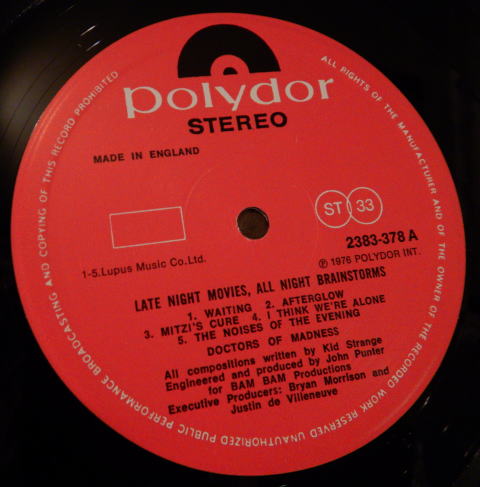 polydor
STEREO
MADE IN ENGLAND
ST 33
2383-378 A
1-5. Lupus Music Co. Ltd.
℗ 1976 POLYDOR INT.
LATE NIGHT MOVIES, ALL NIGHT BRAINSTORMS
1. WAITING 2. AFTERGLOW
3. MITZI'S CURE 4. I THINK WE'RE ALONE
5. THE NOISES OF THE EVENING
DOCTORS OF MADNESS
All compositions written by Kid Strange
Engineered and produced by John Punter
for BAM BAM Productions
Executive Producers: Bryan Morrison and
Justin de Villeneuve
ALL RIGHTS OF THE MANUFACTURER AND OF THE OWNER OF THE RECORDED WORK RESERVED UNAUTHORIZED PUBLIC PERFORMANCE BROADCASTING AND COPYING OF THIS RECORD PROHIBITED